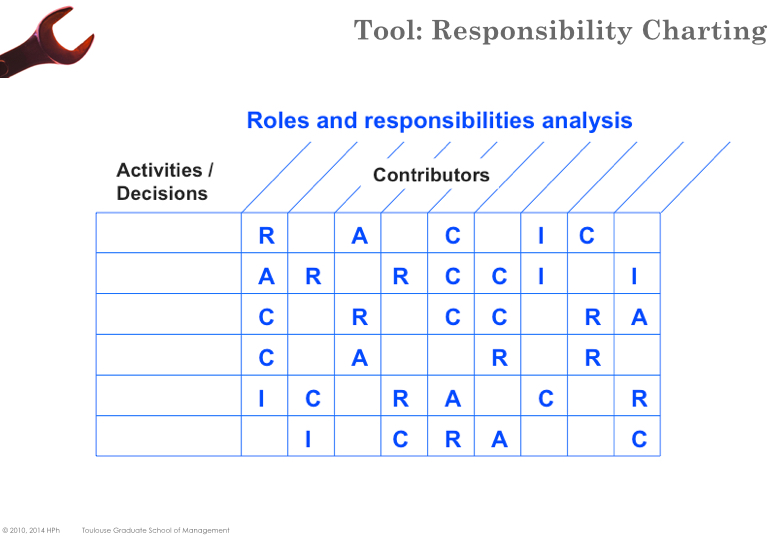 Tool: Responsibility Charting
Roles and responsibilities analysis
Activities /
Decisions
Contributors
R A C I C
A R R C C I I
C R C C R A
C A R R
I C R A C R
I C R A C
© 2010, 2014 HPh Toulouse Graduate School of Management